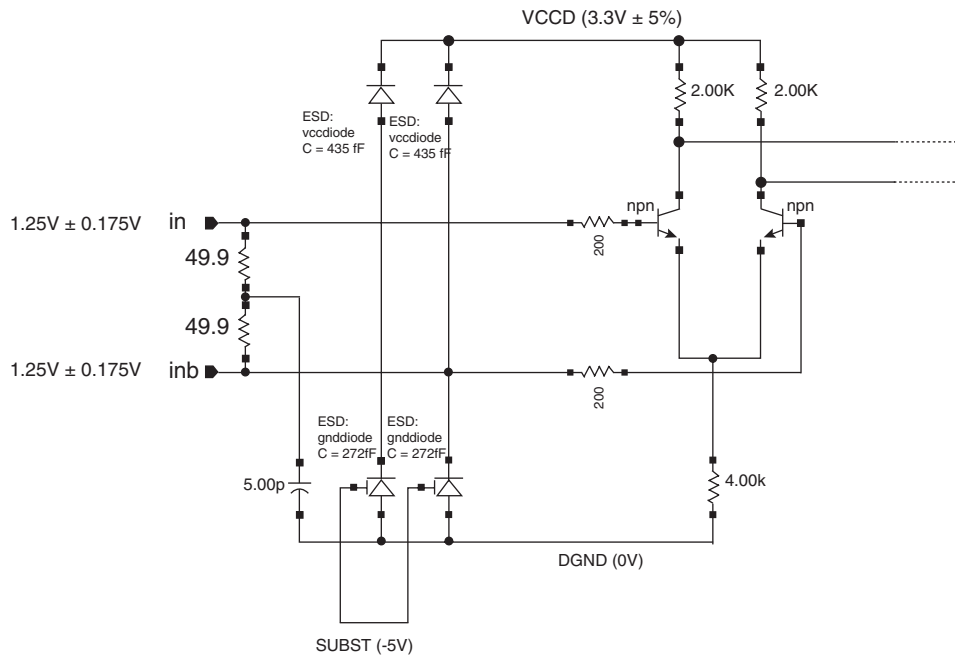 VCCD (3.3V ± 5%)
2.00K
2.00K
ESD:
vccdiode
C = 435 fF
ESD:
vccdiode
C = 435 fF
npn
npn
1.25V ± 0.175V
in
200
49.9
49.9
1.25V ± 0.175V
inb
200
ESD:
gnddiode
C = 272fF
ESD:
gnddiode
C = 272fF
5.00p
4.00k
DGND (0V)
SUBST (-5V)